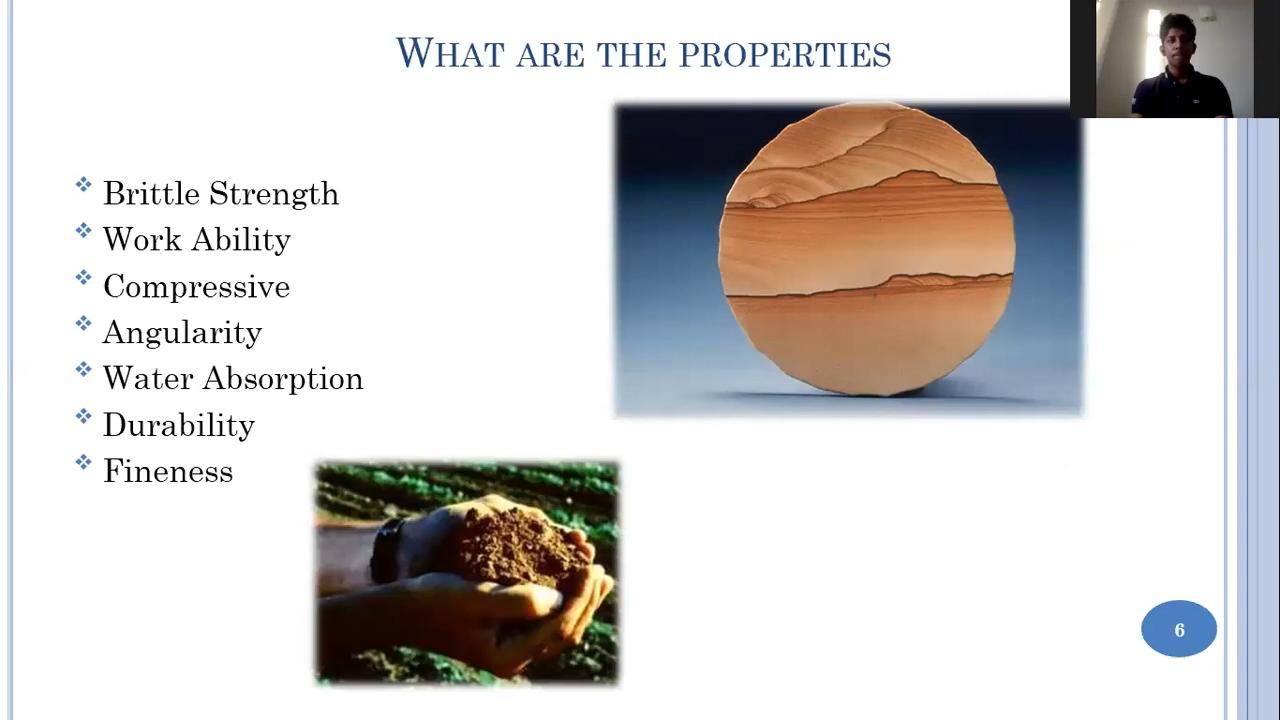 What are the properties
Brittle Strength
Work Ability
Compressive
Angularity
Water Absorption
Durability
Fineness
6